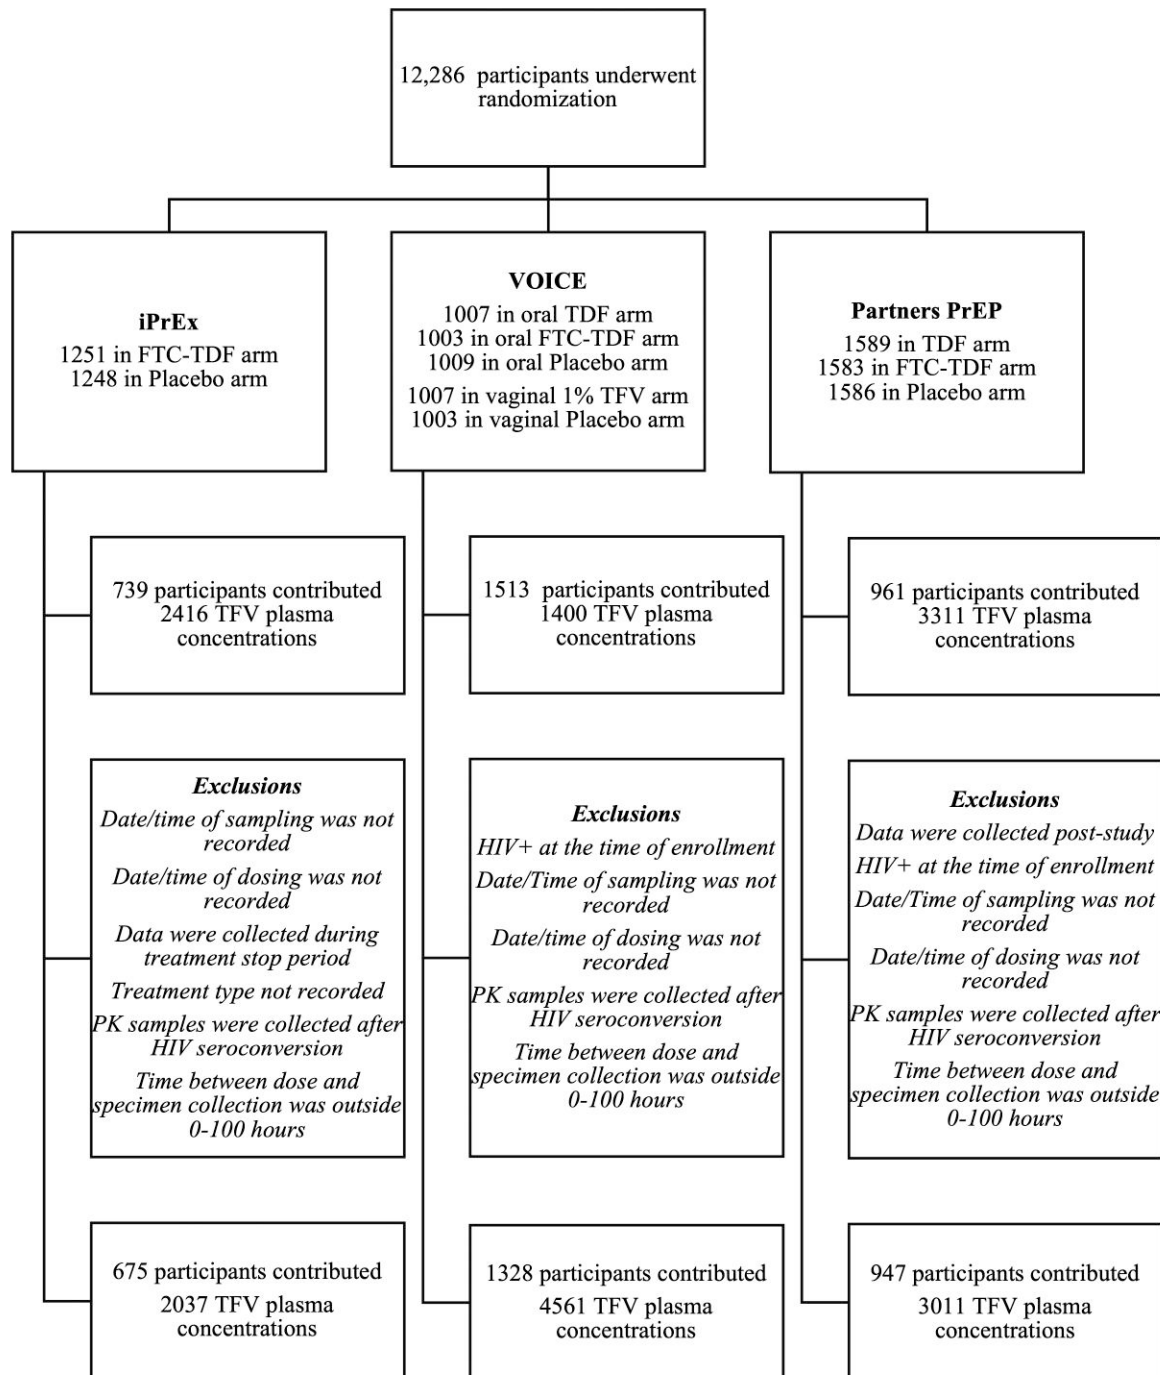 12,286 participants underwent
randomization
iPrEx
1251 in FTC-TDF arm
1248 in Placebo arm
VOICE
1007 in oral TDF arm
1003 in oral FTC-TDF arm
1009 in oral Placebo arm
1007 in vaginal 1% TFV arm
1003 in vaginal Placebo arm
Partners PrEP
1589 in TDF arm
1583 in FTC-TDF arm
1586 in Placebo arm
739 participants contributed
2416 TFV plasma
concentrations
1513 participants contributed
1400 TFV plasma
concentrations
961 participants contributed
3311 TFV plasma
concentrations
Exclusions
Date/time of sampling was not
recorded
Date/time of dosing was not
recorded
Data were collected during
treatment stop period
Treatment type not recorded
PK samples were collected after
HIV seroconversion
Time between dose and
specimen collection was outside
0-100 hours
Exclusions
HIV+ at the time of enrollment
Date/Time of sampling was not
recorded
Date/time of dosing was not
recorded
PK samples were collected after
HIV seroconversion
Time between dose and
specimen collection was outside
0-100 hours
Exclusions
Data were collected post-study
HIV+ at the time of enrollment
Date/Time of sampling was not
recorded
Date/time of dosing was not
recorded
PK samples were collected after
HIV seroconversion
Time between dose and
specimen collection was outside
0-100 hours
675 participants contributed
2037 TFV plasma
concentrations
1328 participants contributed
4561 TFV plasma
concentrations
947 participants contributed
3011 TFV plasma
concentrations